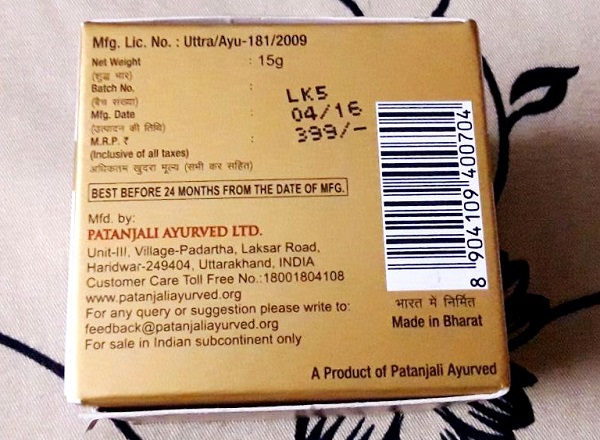 Mfg. Lic. No. : Uttra/Ayu-181/2009
Net Weight : 15g
(शुद्ध भार)
Batch No. : LK5
(बैच संख्या)
Mfg. Date : 04/16
(उत्पादन की तिथि)
M.R.P. ₹ : 399/-
(Inclusive of all taxes)
अधिकतम खुदरा मूल्य (सभी कर सहित)
BEST BEFORE 24 MONTHS FROM THE DATE OF MFG.
Mfd. by:
PATANJALI AYURVED LTD.
Unit-III, Village-Padartha, Laksar Road,
Haridwar-249404, Uttarakhand, INDIA
Customer Care Toll Free No.:18001804108
www.patanjaliayurved.org
For any query or suggestion please write to:
feedback@patanjaliayurved.org
For sale in Indian subcontinent only
8 904109 400704
भारत में निर्मित
Made in Bharat
A Product of Patanjali Ayurved